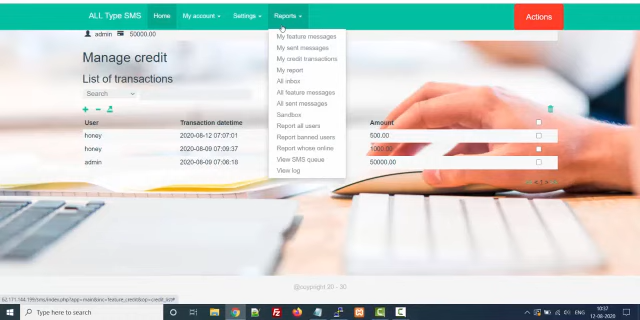 ALL Type SMS Home My account Settings Reports Actions
admin 50000.00
My feature messages
My sent messages
My credit transactions
My report
All inbox
All feature messages
All sent messages
Sandbox
Report all users
Report banned users
Report whose online
View SMS queue
View log
Manage credit
List of transactions
Search
User Transaction datetime Amount
honey 2020-08-12 07:07:01 500.00
honey 2020-08-09 07:09:37 1000.00
admin 2020-08-09 07:06:18 50000.00
< 1 >
@copyright 20 - 30
Type here to search
ENG
10:37
12-08-2020